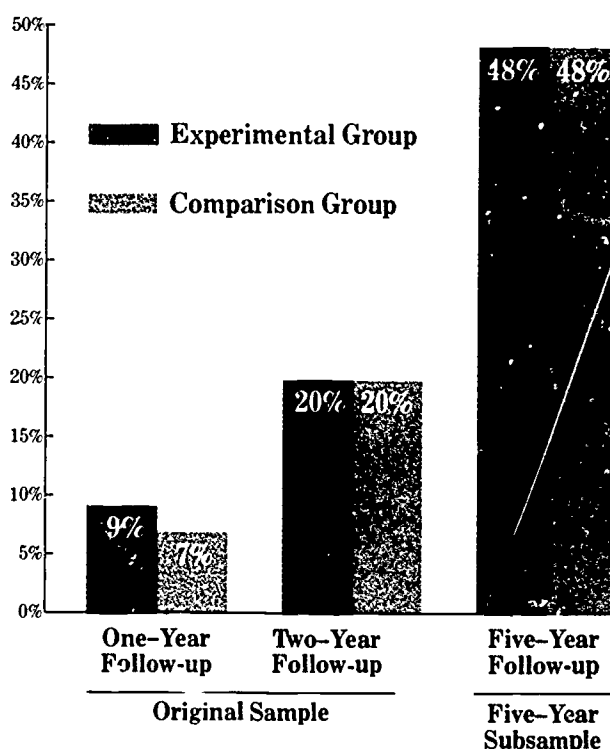 50%
45%
40%
35%
30%
25%
20%
15%
10%
5%
0%
Experimental Group
Comparison Group
9%
7%
20% 20%
48% 48%
One-Year
Follow-up
Two-Year
Follow-up
Five-Year
Follow-up
Original Sample
Five-Year
Subsample